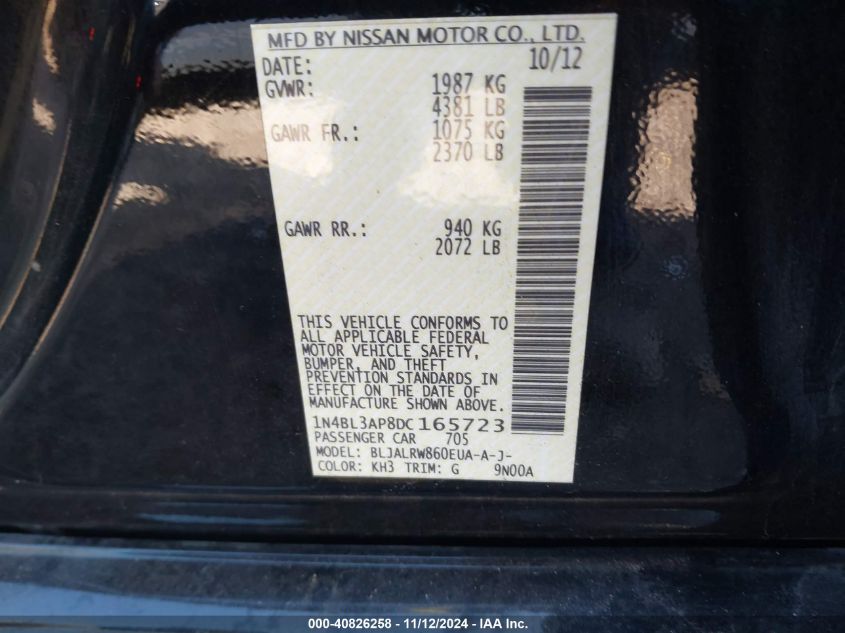 MFD BY NISSAN MOTOR CO., LTD.
DATE: 10/12
GVWR: 1987 KG
4381 LB
GAWR FR.: 1075 KG
2370 LB
GAWR RR.: 940 KG
2072 LB
THIS VEHICLE CONFORMS TO
ALL APPLICABLE FEDERAL
MOTOR VEHICLE SAFETY,
BUMPER, AND THEFT
PREVENTION STANDARDS IN
EFFECT ON THE DATE OF
MANUFACTURE SHOWN ABOVE.
1N4BL3AP8DC165723
PASSENGER CAR 705
MODEL: BLJALRW860EUA-A-J-
COLOR: KH3 TRIM: G 9N00A
000-40826258 - 11/12/2024 - IAA Inc.